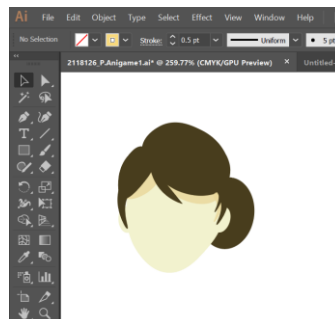 Ai File Edit Object Type Select Effect View Window Help
No Selection Stroke: 0.5 pt Uniform 5 pt
2118126_P.Anigame1.ai* @ 259.77% (CMYK/GPU Preview) × Untitled-